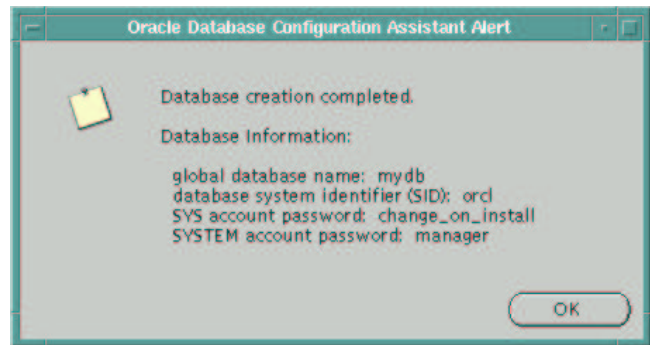 Oracle Database Configuration Assistant Alert
Database creation completed.
Database Information:
global database name: mydb
database system identifier (SID): orcl
SYS account password: change_on_install
SYSTEM account password: manager
OK